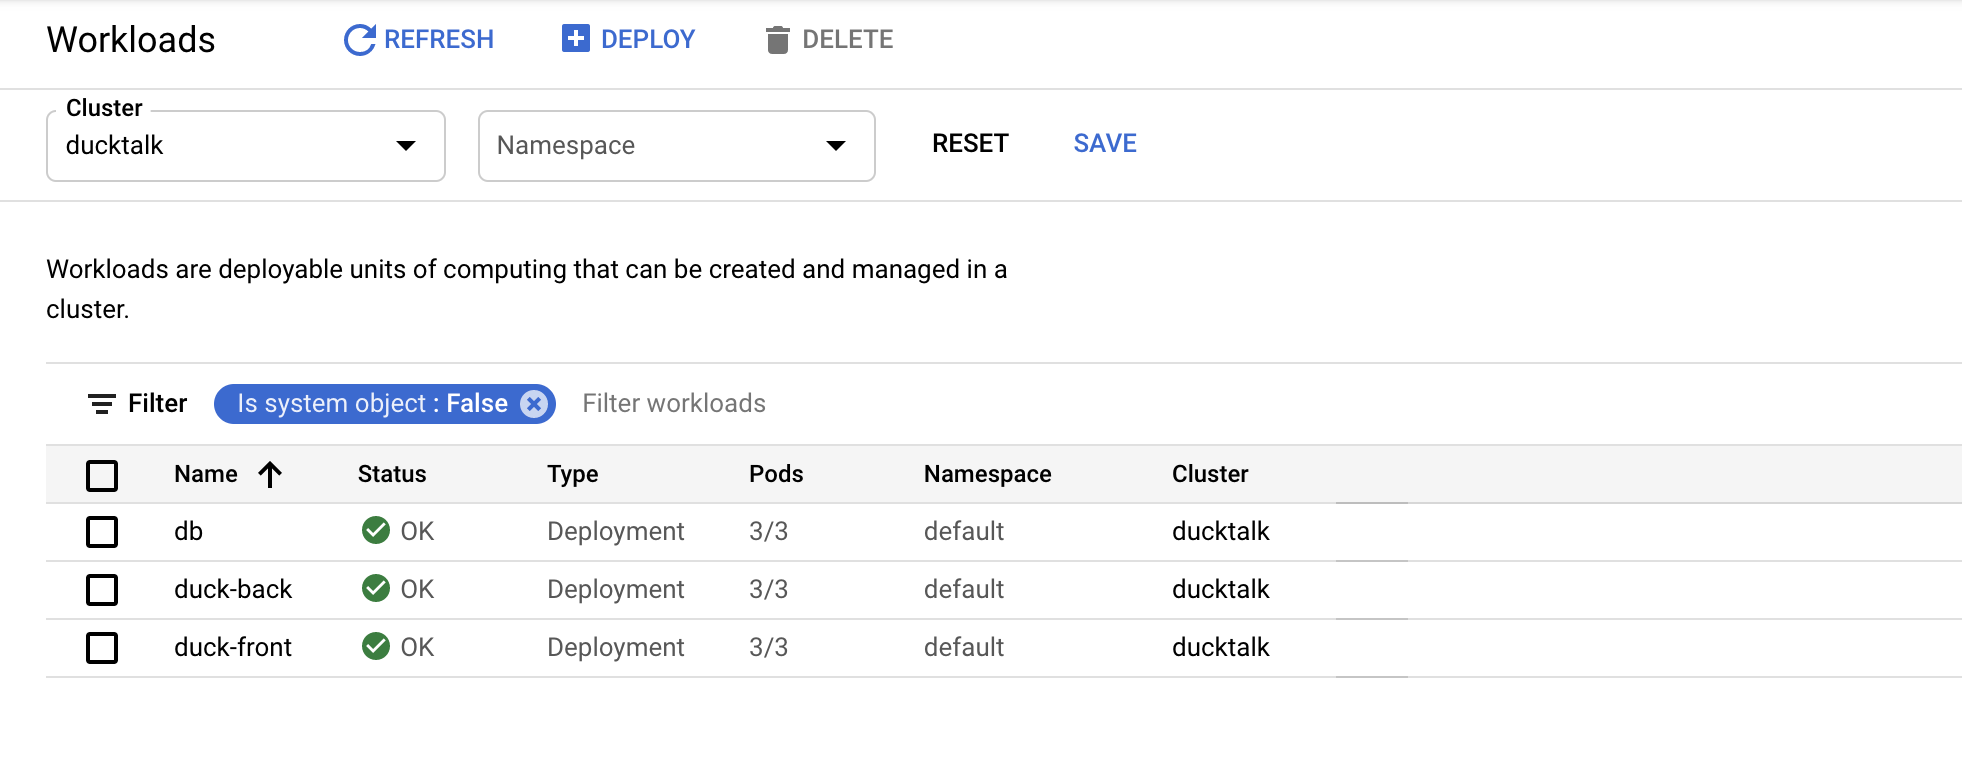 Workloads REFRESH DEPLOY DELETE
Cluster
ducktalk Namespace RESET SAVE
Workloads are deployable units of computing that can be created and managed in a
cluster.
Filter Is system object : False Filter workloads
Name Status Type Pods Namespace Cluster
db OK Deployment 3/3 default ducktalk
duck-back OK Deployment 3/3 default ducktalk
duck-front OK Deployment 3/3 default ducktalk